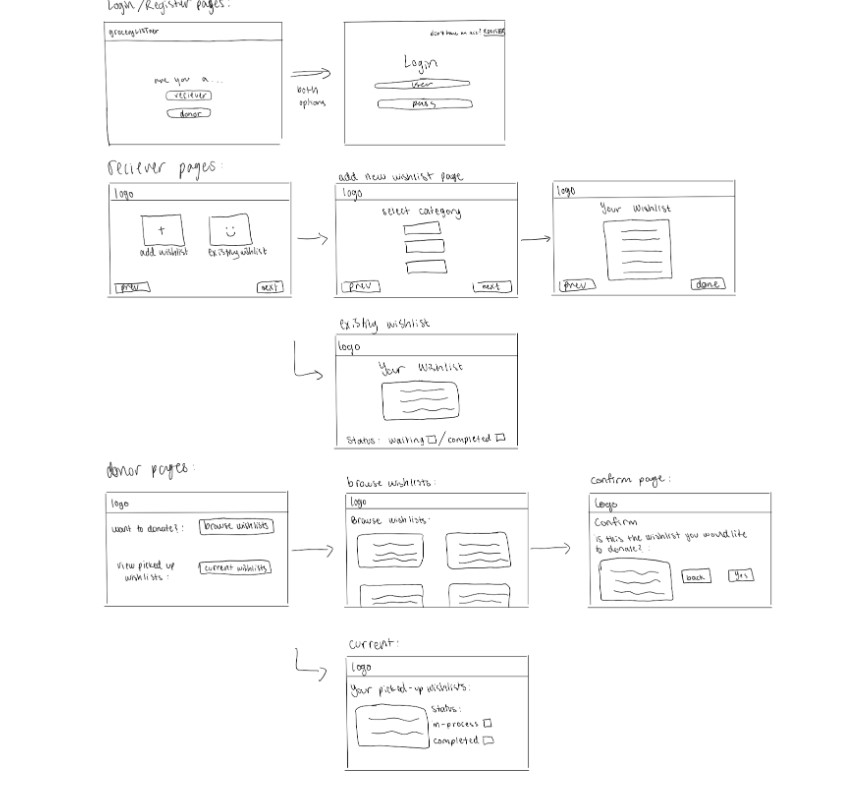 Login/Register pages:
grocerylistner
are you a...
reciever
donor
both
options
don't have an acc? register
Login
user
pass
reciever pages:
logo
+
add wishlist
existing wishlist
prev
next
add new wishlist page
logo
select category
prev
next
logo
Your Wishlist
prev
done
existing wishlist
logo
Your Wishlist
Status: waiting / completed
donor pages:
logo
want to donate?:
browse wishlists
View picked up
wishlists:
current wishlists
browse wishlists:
logo
Browse wishlists:
confirm page:
Logo
Confirm
Is this the wishlist you would like
to donate?:
back
Yes
current:
logo
Your picked-up wishlists:
Status:
in-process
completed